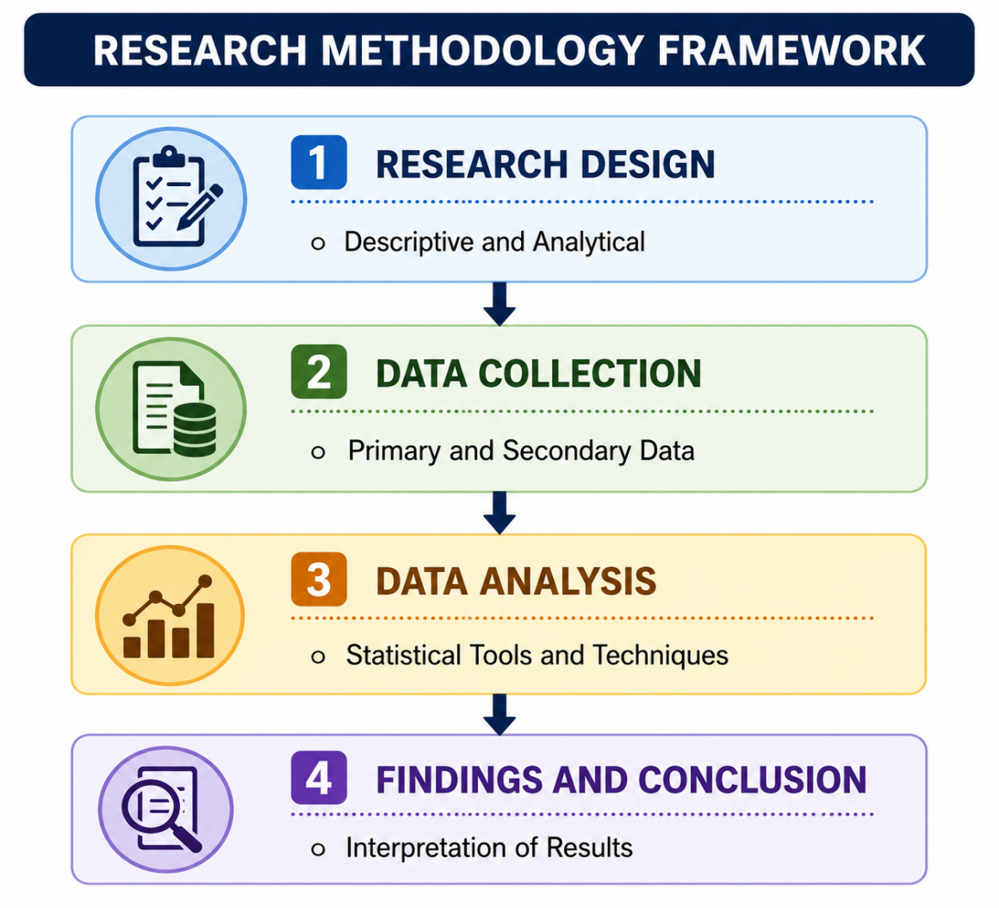 RESEARCH METHODOLOGY FRAMEWORK
1 RESEARCH DESIGN
Descriptive and Analytical
2 DATA COLLECTION
Primary and Secondary Data
3 DATA ANALYSIS
Statistical Tools and Techniques
4 FINDINGS AND CONCLUSION
Interpretation of Results